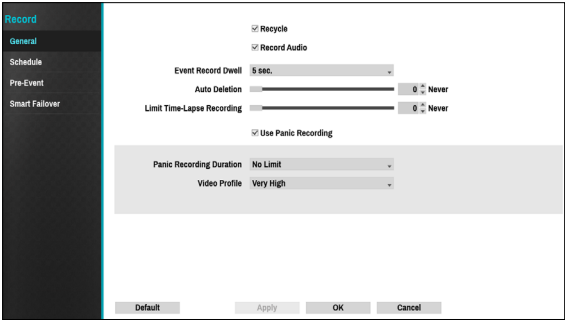 Record
General
Schedule
Pre-Event
Smart Failover
Recycle
Record Audio
Event Record Dwell 5 sec.
Auto Deletion 0 Never
Limit Time-Lapse Recording 0 Never
Use Panic Recording
Panic Recording Duration No Limit
Video Profile Very High
Default Apply OK Cancel